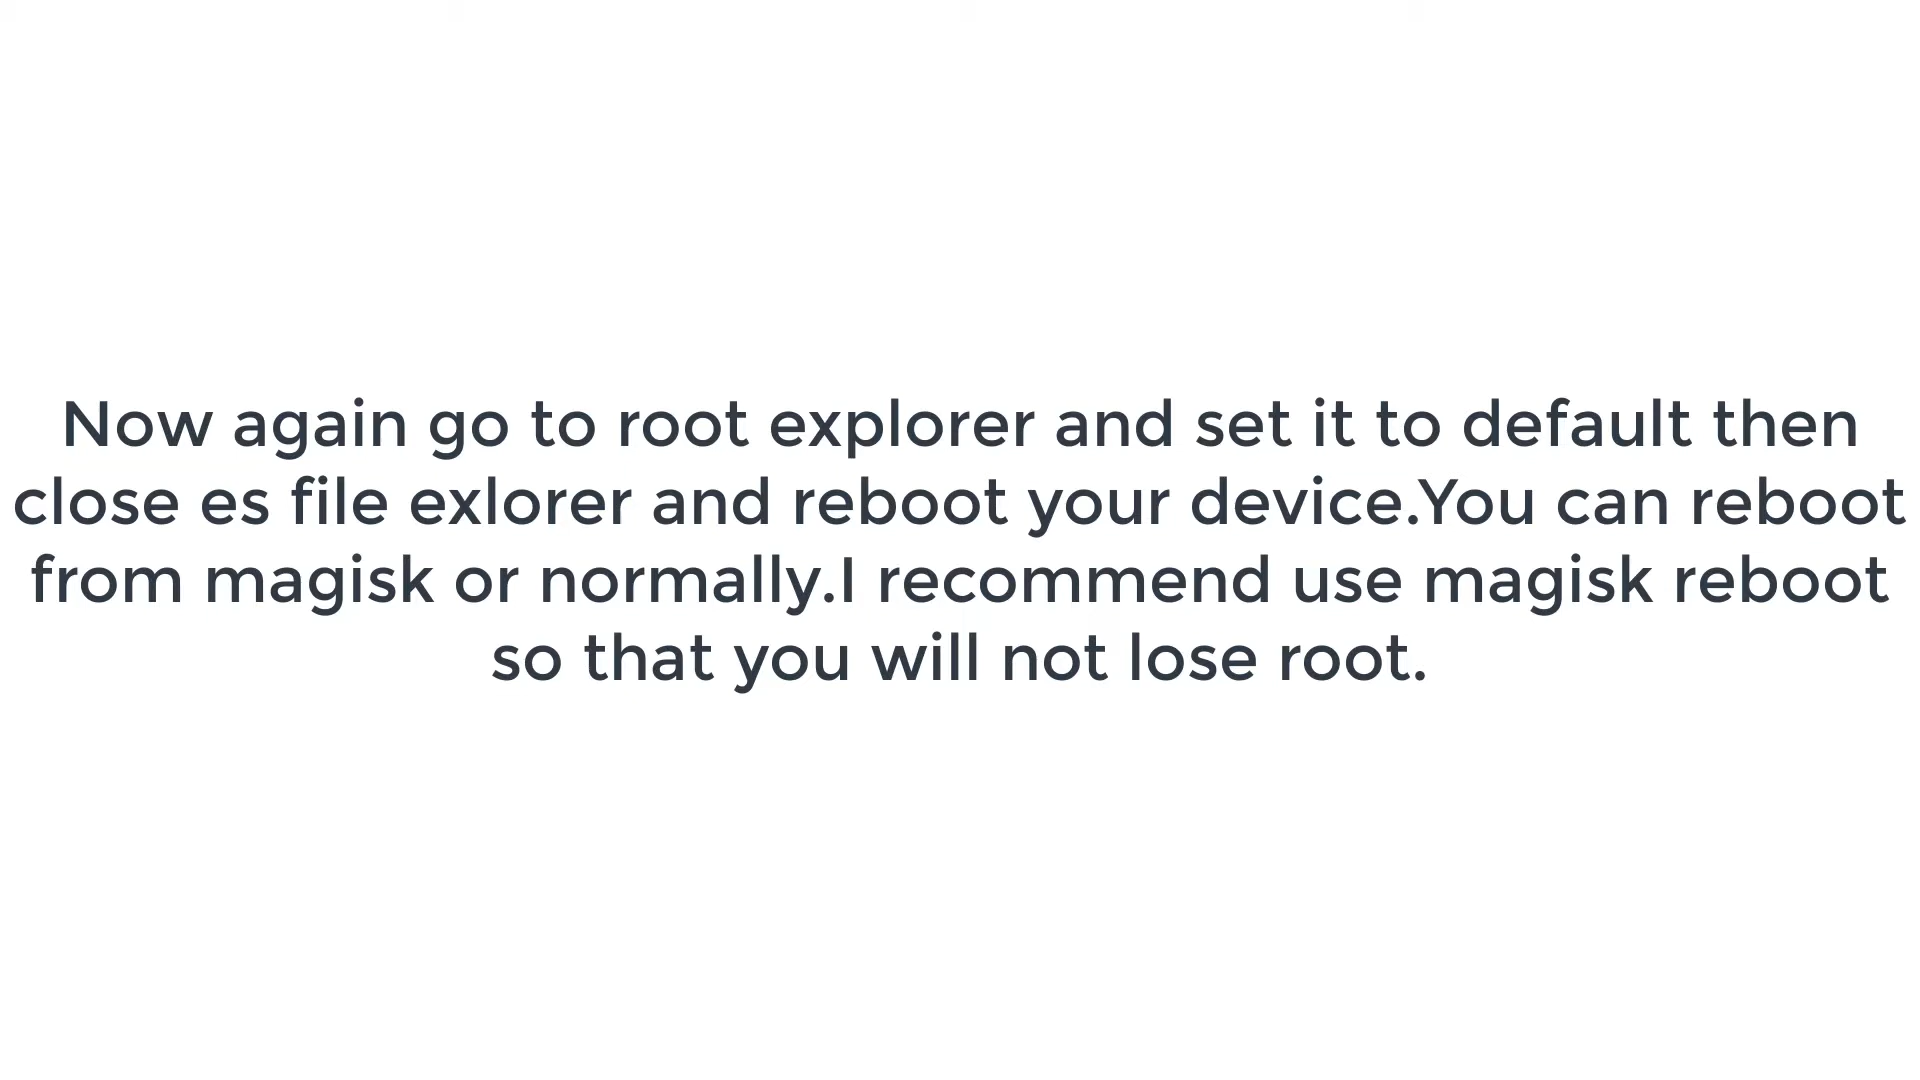 Now again go to root explorer and set it to default then
close es file exlorer and reboot your device.You can reboot
from magisk or normally.I recommend use magisk reboot
so that you will not lose root.